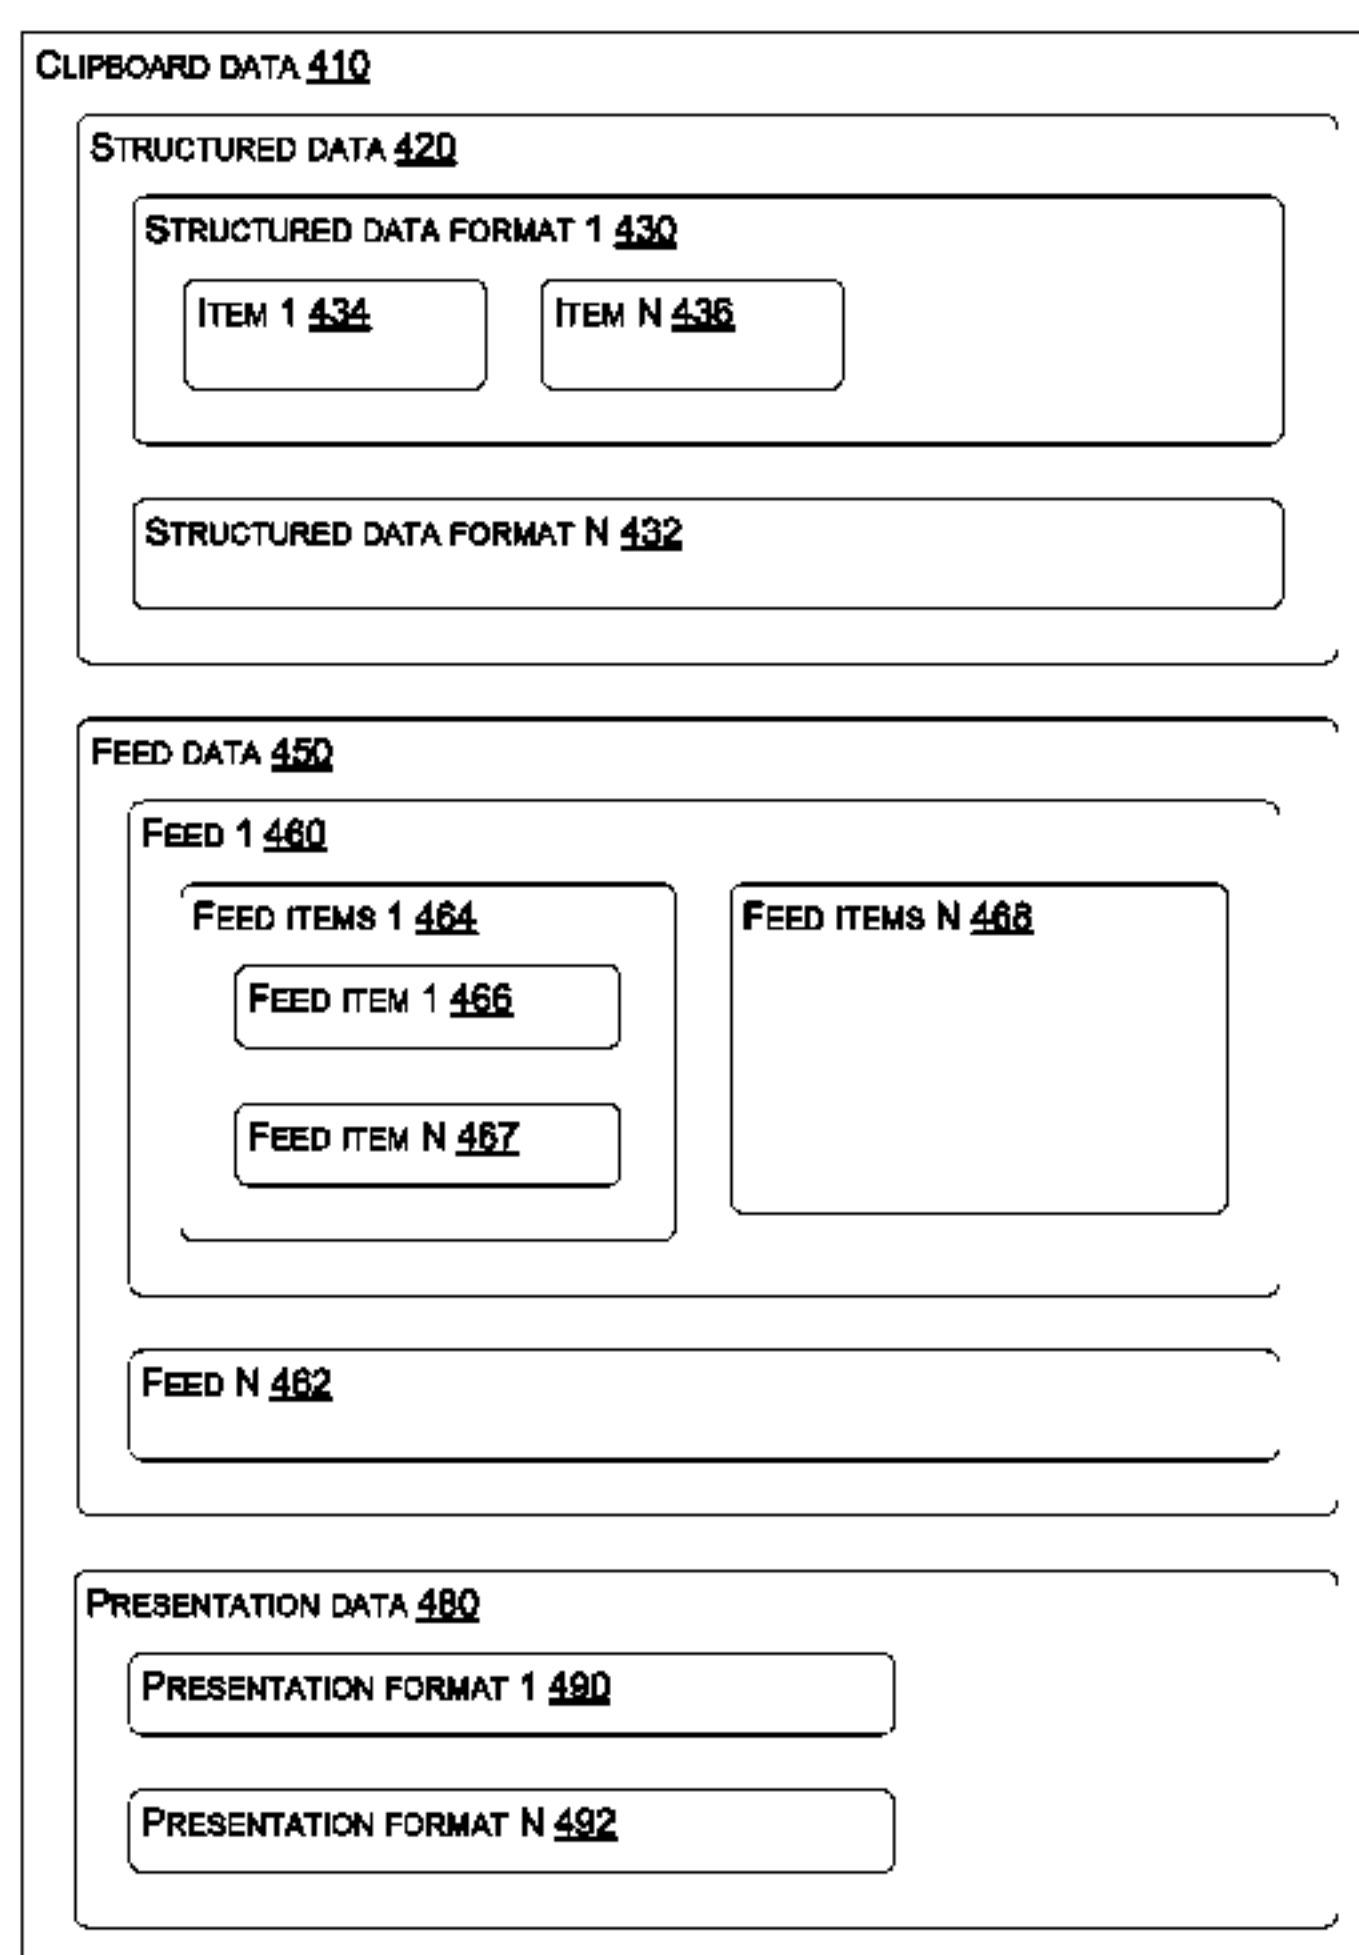 CLIPBOARD DATA 410
STRUCTURED DATA 420
STRUCTURED DATA FORMAT 1 430
ITEM 1 434
ITEM N 436
STRUCTURED DATA FORMAT N 432
FEED DATA 450
FEED 1 460
FEED ITEMS 1 464
FEED ITEMS N 468
FEED ITEM 1 466
FEED ITEM N 467
FEED N 462
PRESENTATION DATA 480
PRESENTATION FORMAT 1 490
PRESENTATION FORMAT N 492